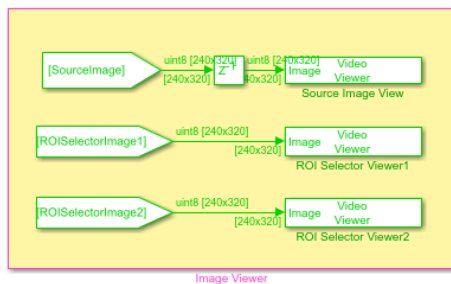 uint8 [240x320] uint8 [240x320]
[SourceImage] Z⁻¹ Image Video Viewer
[240x320] [240x320]
Source Image View
uint8 [240x320]
[ROISelectorImage1] Image Video Viewer
[240x320]
ROI Selector Viewer1
uint8 [240x320]
[ROISelectorImage2] Image Video Viewer
[240x320]
ROI Selector Viewer2
Image Viewer